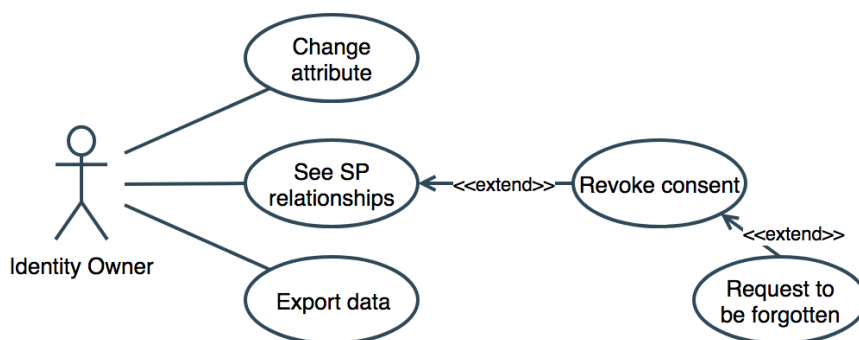 Change
attribute
See SP
relationships
<<extend>>
Revoke consent
<<extend>>
Identity Owner
Export data
Request to
be forgotten